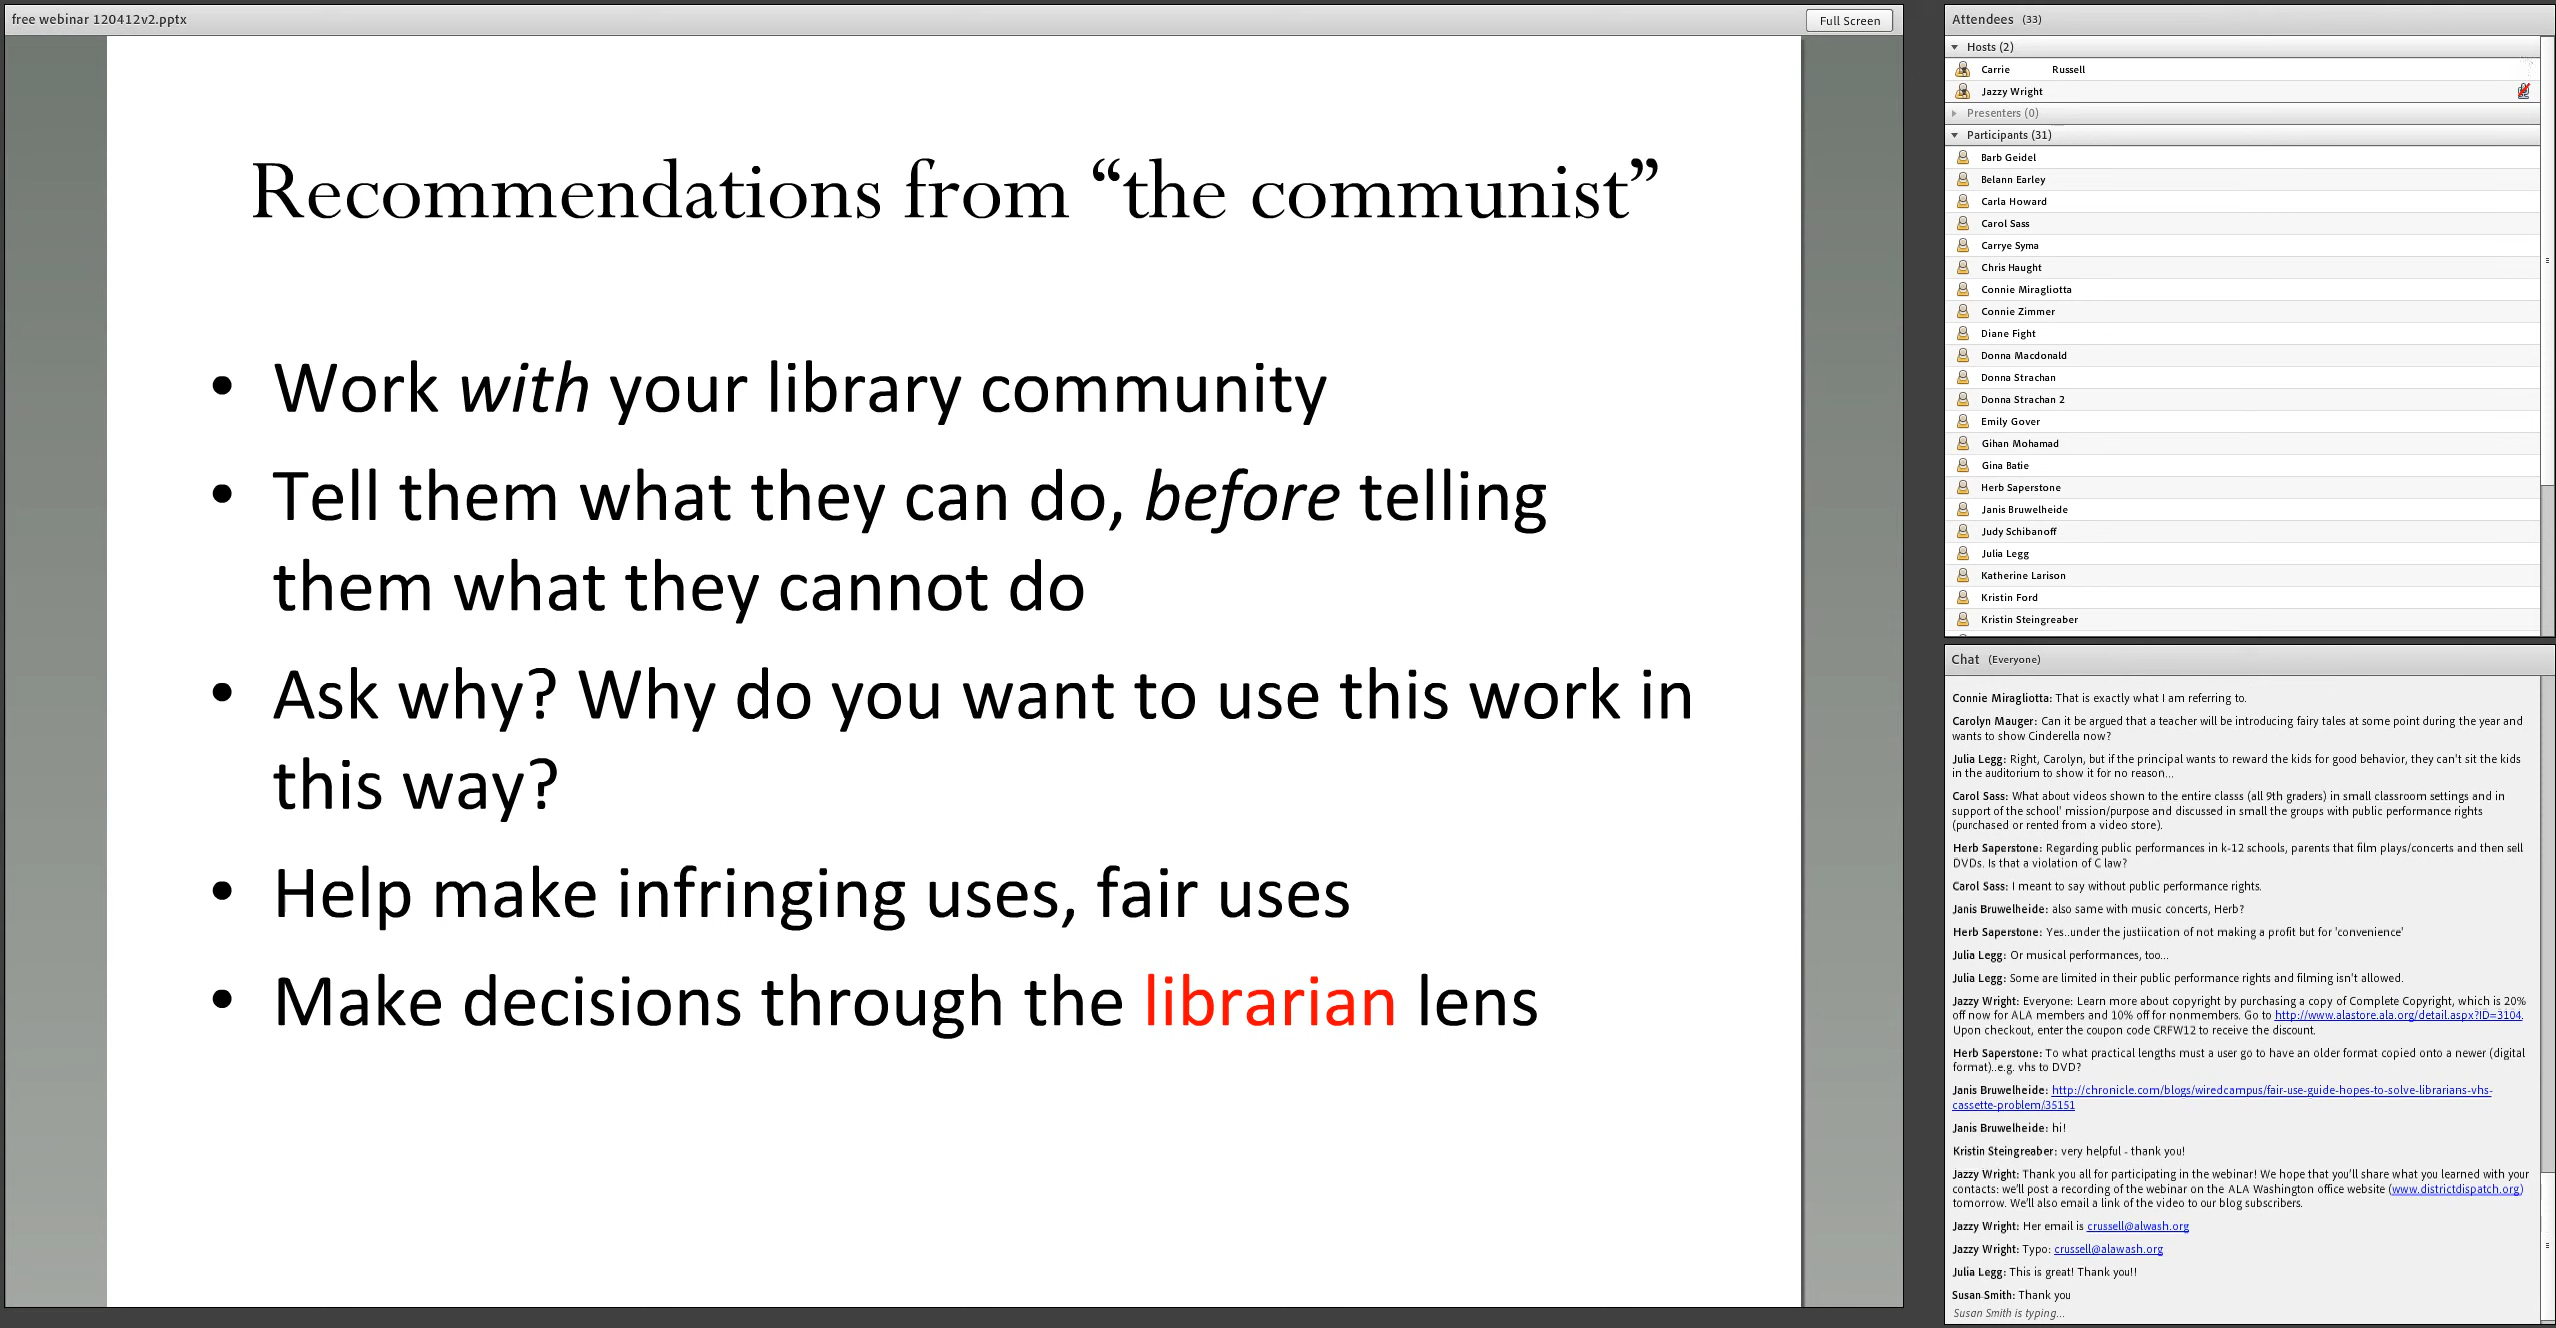 free webinar 120412v2.pptx
Full Screen
Recommendations from “the communist”
• Work with your library community
• Tell them what they can do, before telling
them what they cannot do
• Ask why? Why do you want to use this work in
this way?
• Help make infringing uses, fair uses
• Make decisions through the librarian lens
Attendees (33)
Hosts (2)
Carrie Russell
Jazzy Wright
Presenters (0)
Participants (31)
Barb Geidel
Belann Earley
Carla Howard
Carol Sass
Carrye Syma
Chris Haught
Connie Miragliotta
Connie Zimmer
Diane Fight
Donna Macdonald
Donna Strachan
Donna Strachan 2
Emily Gover
Gihan Mohamad
Gina Batie
Herb Saperstone
Janis Bruwelheide
Judy Schibanoff
Julia Legg
Katherine Larison
Kristin Ford
Kristin Steingreaber
Chat (Everyone)
Connie Miragliotta: That is exactly what I am referring to.
Carolyn Mauger: Can it be argued that a teacher will be introducing fairy tales at some point during the year and
wants to show Cinderella now?
Julia Legg: Right, Carolyn, but if the principal wants to reward the kids for good behavior, they can't sit the kids
in the auditorium to show it for no reason...
Carol Sass: What about videos shown to the entire classs (all 9th graders) in small classroom settings and in
support of the school' mission/purpose and discussed in small the groups with public performance rights
(purchased or rented from a video store).
Herb Saperstone: Regarding public performances in k-12 schools, parents that film plays/concerts and then sell
DVDs. Is that a violation of C law?
Carol Sass: I meant to say without public performance rights.
Janis Bruwelheide: also same with music concerts, Herb?
Herb Saperstone: Yes..under the justiication of not making a profit but for 'convenience'
Julia Legg: Or musical performances, too...
Julia Legg: Some are limited in their public performance rights and filming isn't allowed.
Jazzy Wright: Everyone: Learn more about copyright by purchasing a copy of Complete Copyright, which is 20%
off now for ALA members and 10% off for nonmembers. Go to http://www.alastore.ala.org/detail.aspx?ID=3104.
Upon checkout, enter the coupon code CRFW12 to receive the discount.
Herb Saperstone: To what practical lengths must a user go to have an older format copied onto a newer (digital
format)..e.g. vhs to DVD?
Janis Bruwelheide: http://chronicle.com/blogs/wiredcampus/fair-use-guide-hopes-to-solve-librarians-vhs-
cassette-problem/35151
Janis Bruwelheide: hi!
Kristin Steingreaber: very helpful - thank you!
Jazzy Wright: Thank you all for participating in the webinar! We hope that you'll share what you learned with your
contacts: we'll post a recording of the webinar on the ALA Washington office website (www.districtdispatch.org)
tomorrow. We'll also email a link of the video to our blog subscribers.
Jazzy Wright: Her email is crussell@alwash.org
Jazzy Wright: Typo: crussell@alawash.org
Julia Legg: This is great! Thank you!!
Susan Smith: Thank you
Susan Smith is typing...